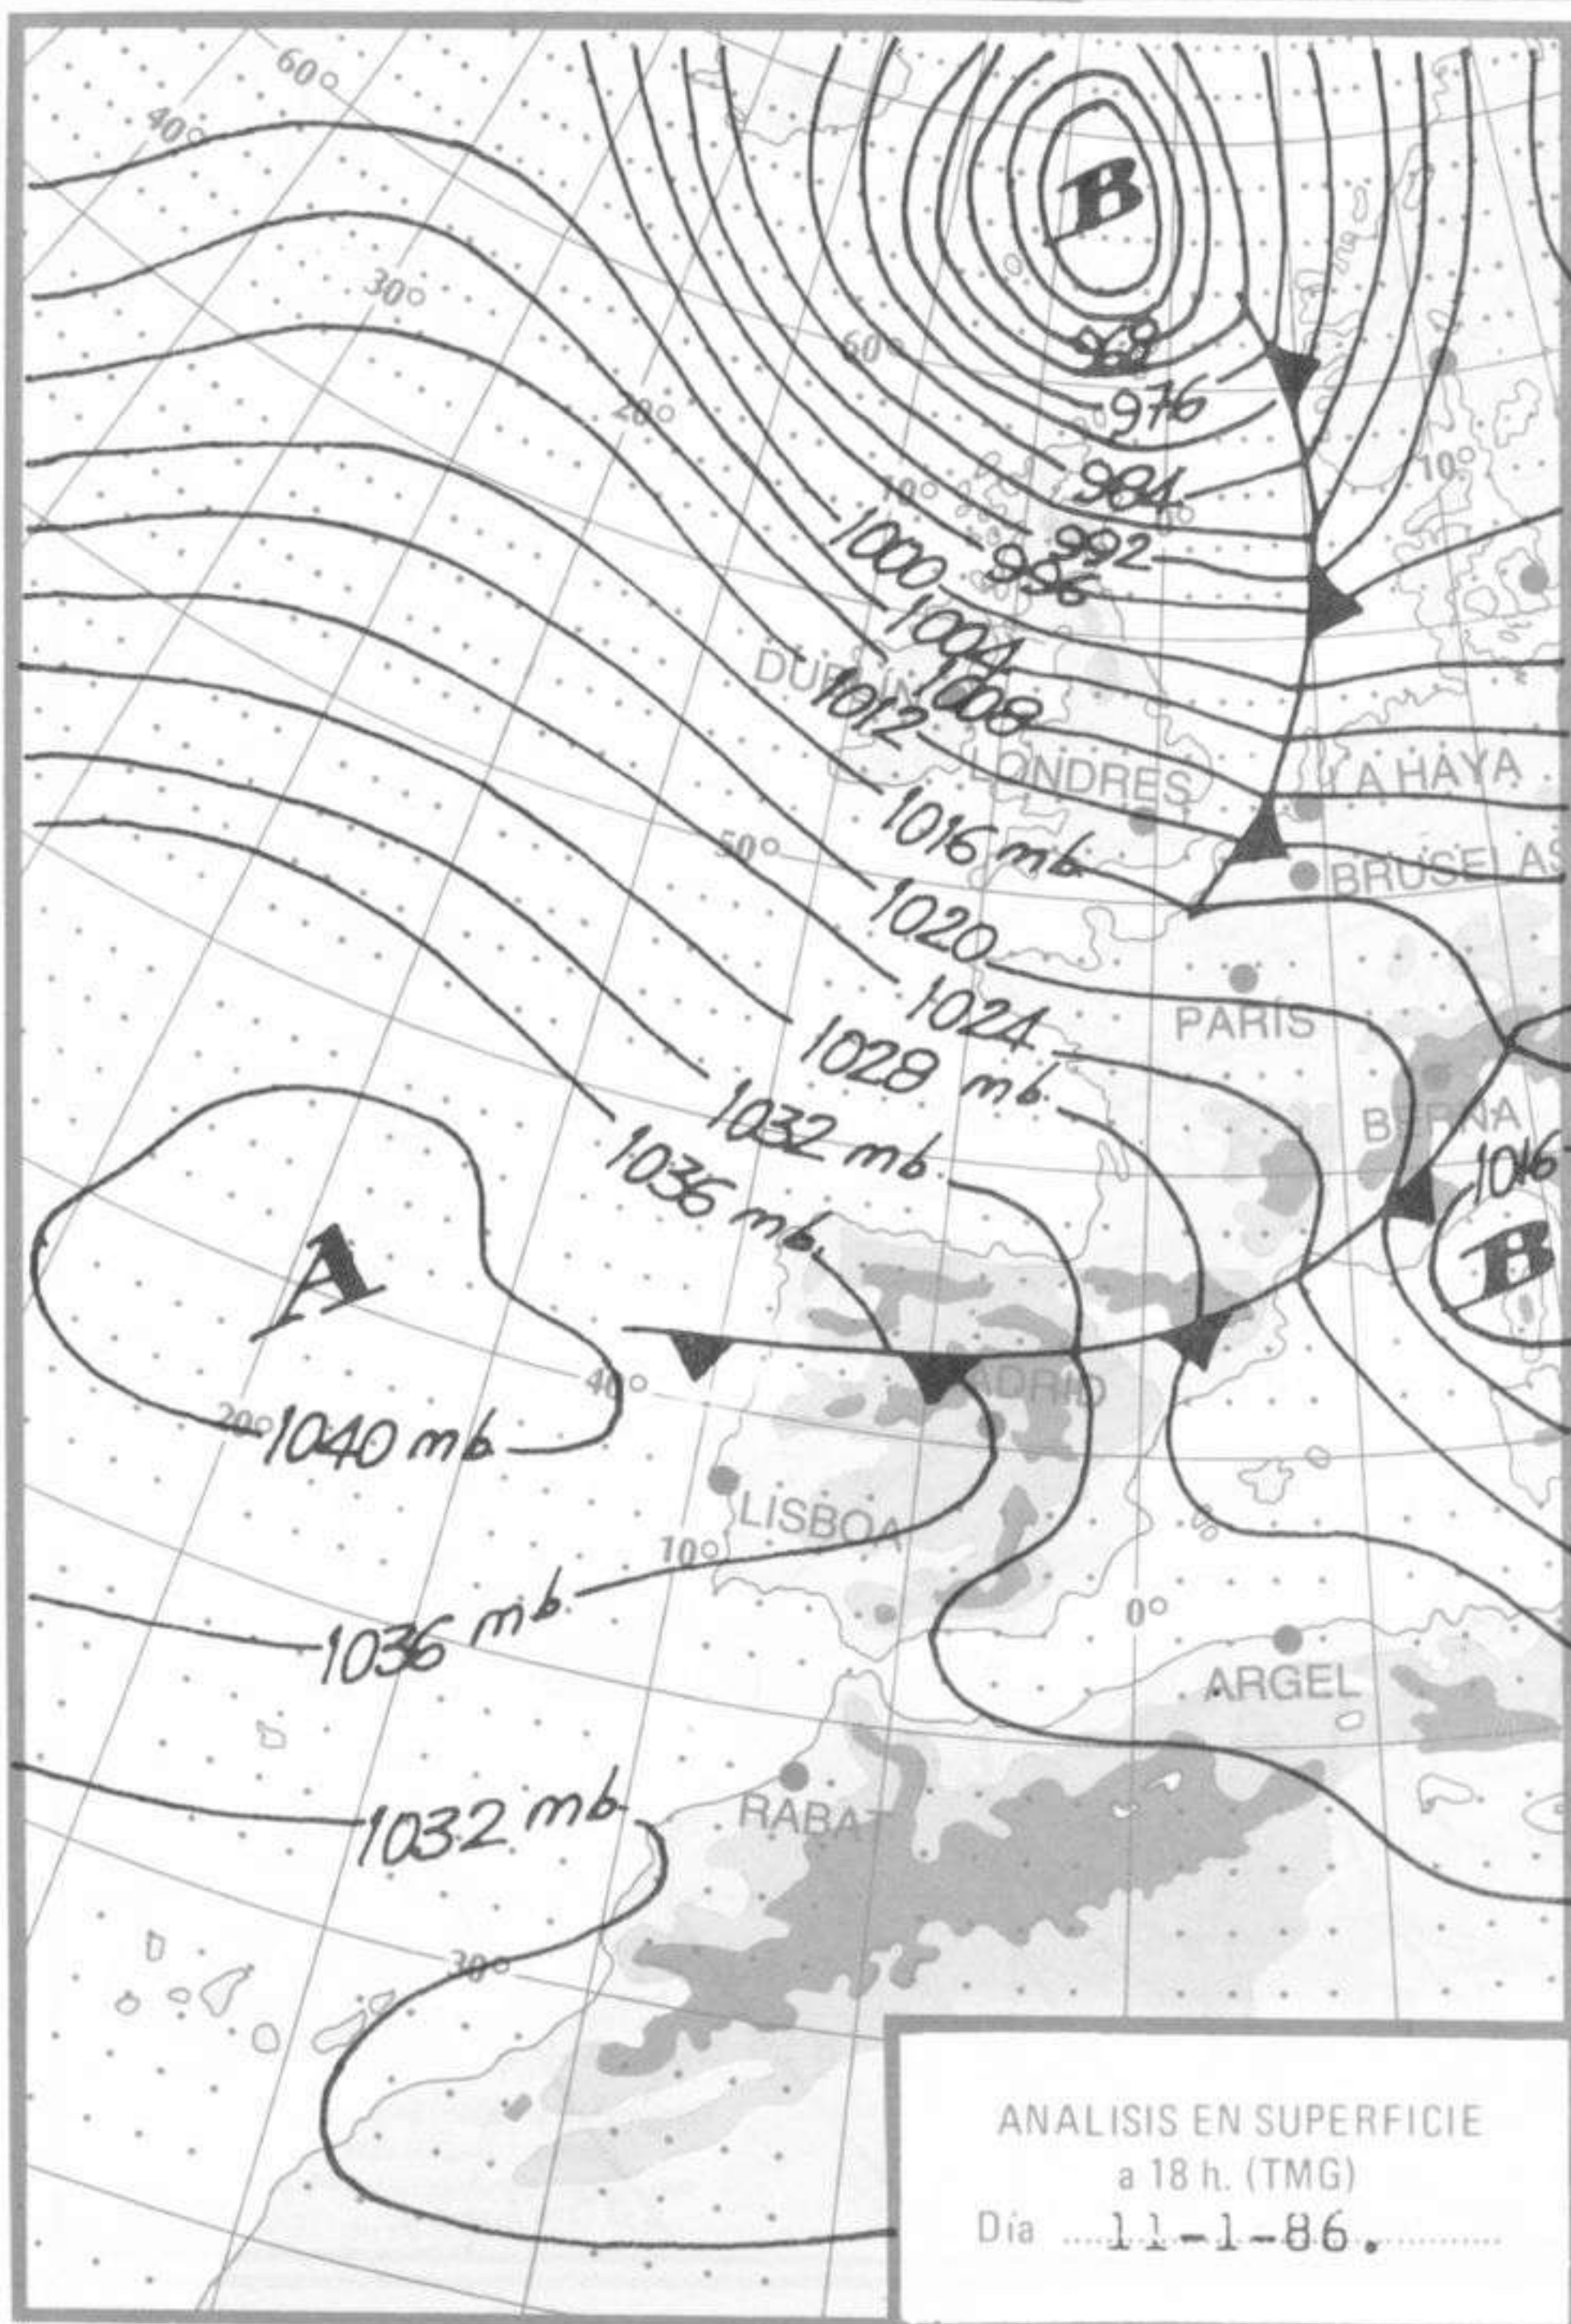 60°
40°
B
30°
968
60°
976
20°
10°
984
10°
0°
1000
992
996
1004
DUBLIN
1008
1012
LONDRES
LA HAYA
1016 mb.
50°
BRUSELAS
1020
1024
PARÍS
1028 mb.
BERNA
1032 mb.
1016
1036 mb.
A
B
40°
MADRID
20°
1040 mb.
LISBOA
10°
1036 mb.
0°
ARGEL
1032 mb.
RABAT
30°
ANALISIS EN SUPERFICIE
a 18 h. (TMG)
Día 11-1-86.